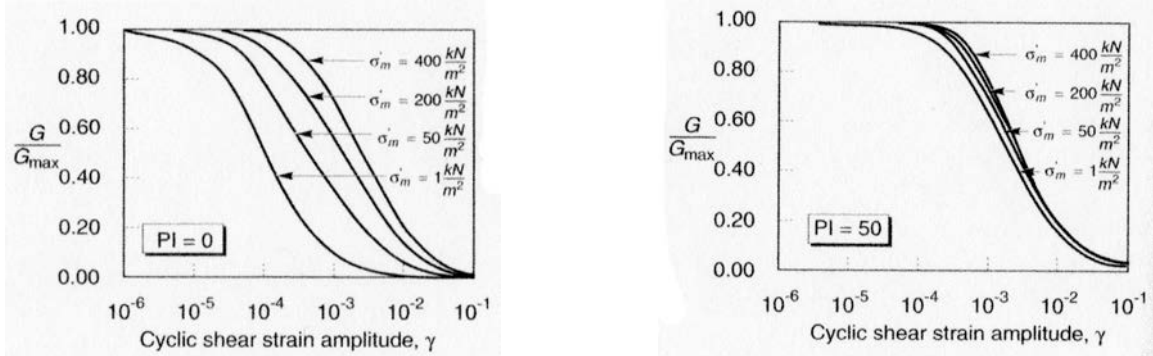 1.00
0.80
0.60
0.40
0.20
0.00
G
G_max
σ'_m = 400 kN/m²
σ'_m = 200 kN/m²
σ'_m = 50 kN/m²
σ'_m = 1 kN/m²
PI = 0
10⁻⁶ 10⁻⁵ 10⁻⁴ 10⁻³ 10⁻² 10⁻¹
Cyclic shear strain amplitude, γ
1.00
0.80
0.60
0.40
0.20
0.00
G
G_max
σ'_m = 400 kN/m²
σ'_m = 200 kN/m²
σ'_m = 50 kN/m²
σ'_m = 1 kN/m²
PI = 50
10⁻⁶ 10⁻⁵ 10⁻⁴ 10⁻³ 10⁻² 10⁻¹
Cyclic shear strain amplitude, γ